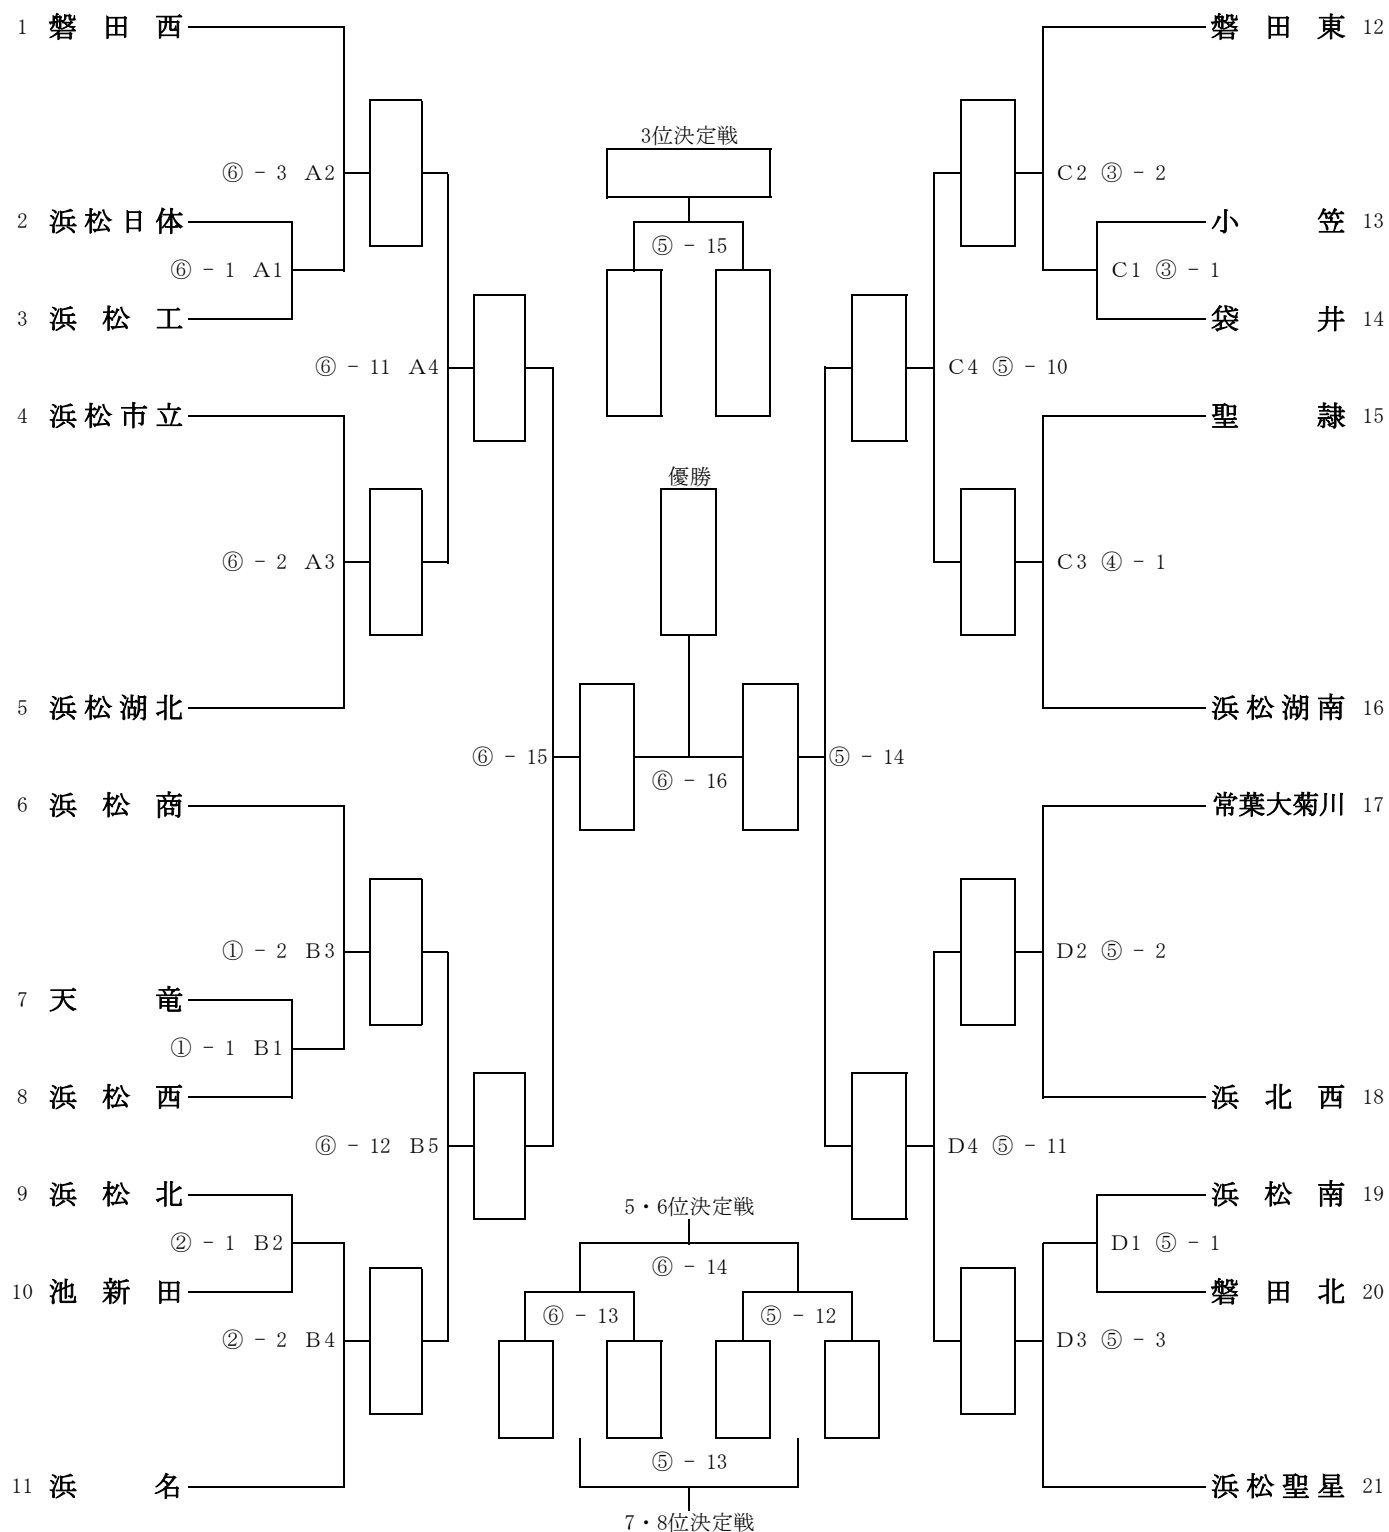 1 磐田西
磐田東 12
3位決定戦
⑥ - 3 A2
C2 ③ - 2
2 浜松日体
小笠 13
⑤ - 15
⑥ - 1 A1
C1 ③ - 1
3 浜松工
袋井 14
⑥ - 11 A4
C4 ⑤ - 10
4 浜松市立
聖隷 15
優勝
⑥ - 2 A3
C3 ④ - 1
5 浜松湖北
浜松湖南 16
⑥ - 15
⑤ - 14
⑥ - 16
6 浜松商
常葉大菊川 17
① - 2 B3
D2 ⑤ - 2
7 天竜
① - 1 B1
8 浜松西
浜北西 18
⑥ - 12 B5
D4 ⑤ - 11
9 浜松北
浜松南 19
5・6位決定戦
② - 1 B2
D1 ⑤ - 1
⑥ - 14
10 池新田
磐田北 20
⑥ - 13
⑤ - 12
② - 2 B4
D3 ⑤ - 3
⑤ - 13
11 浜名
浜松聖星 21
7・8位決定戦